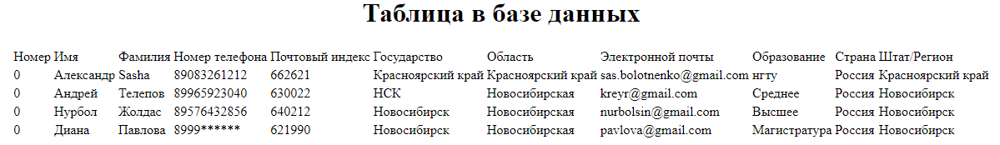 Таблица в базе данных
Номер Имя Фамилия Номер телефона Почтовый индекс Государство Область Электронной почты Образование Страна Штат/Регион
0 Александр Sasha 89083261212 662621 Красноярский край Красноярский край sas.bolotnenko@gmail.com нгту Россия Красноярский край
0 Андрей Телепов 89965923040 630022 НСК Новосибирская kreyr@gmail.com Среднее Россия Новосибирск
0 Нурбол Жолдас 89576432856 640212 Новосибирск Новосибирская nurbolsin@gmail.com Высшее Россия Новосибирск
0 Диана Павлова 8999****** 621990 Новосибирск Новосибирская pavlova@gmail.com Магистратура Россия Новосибирск